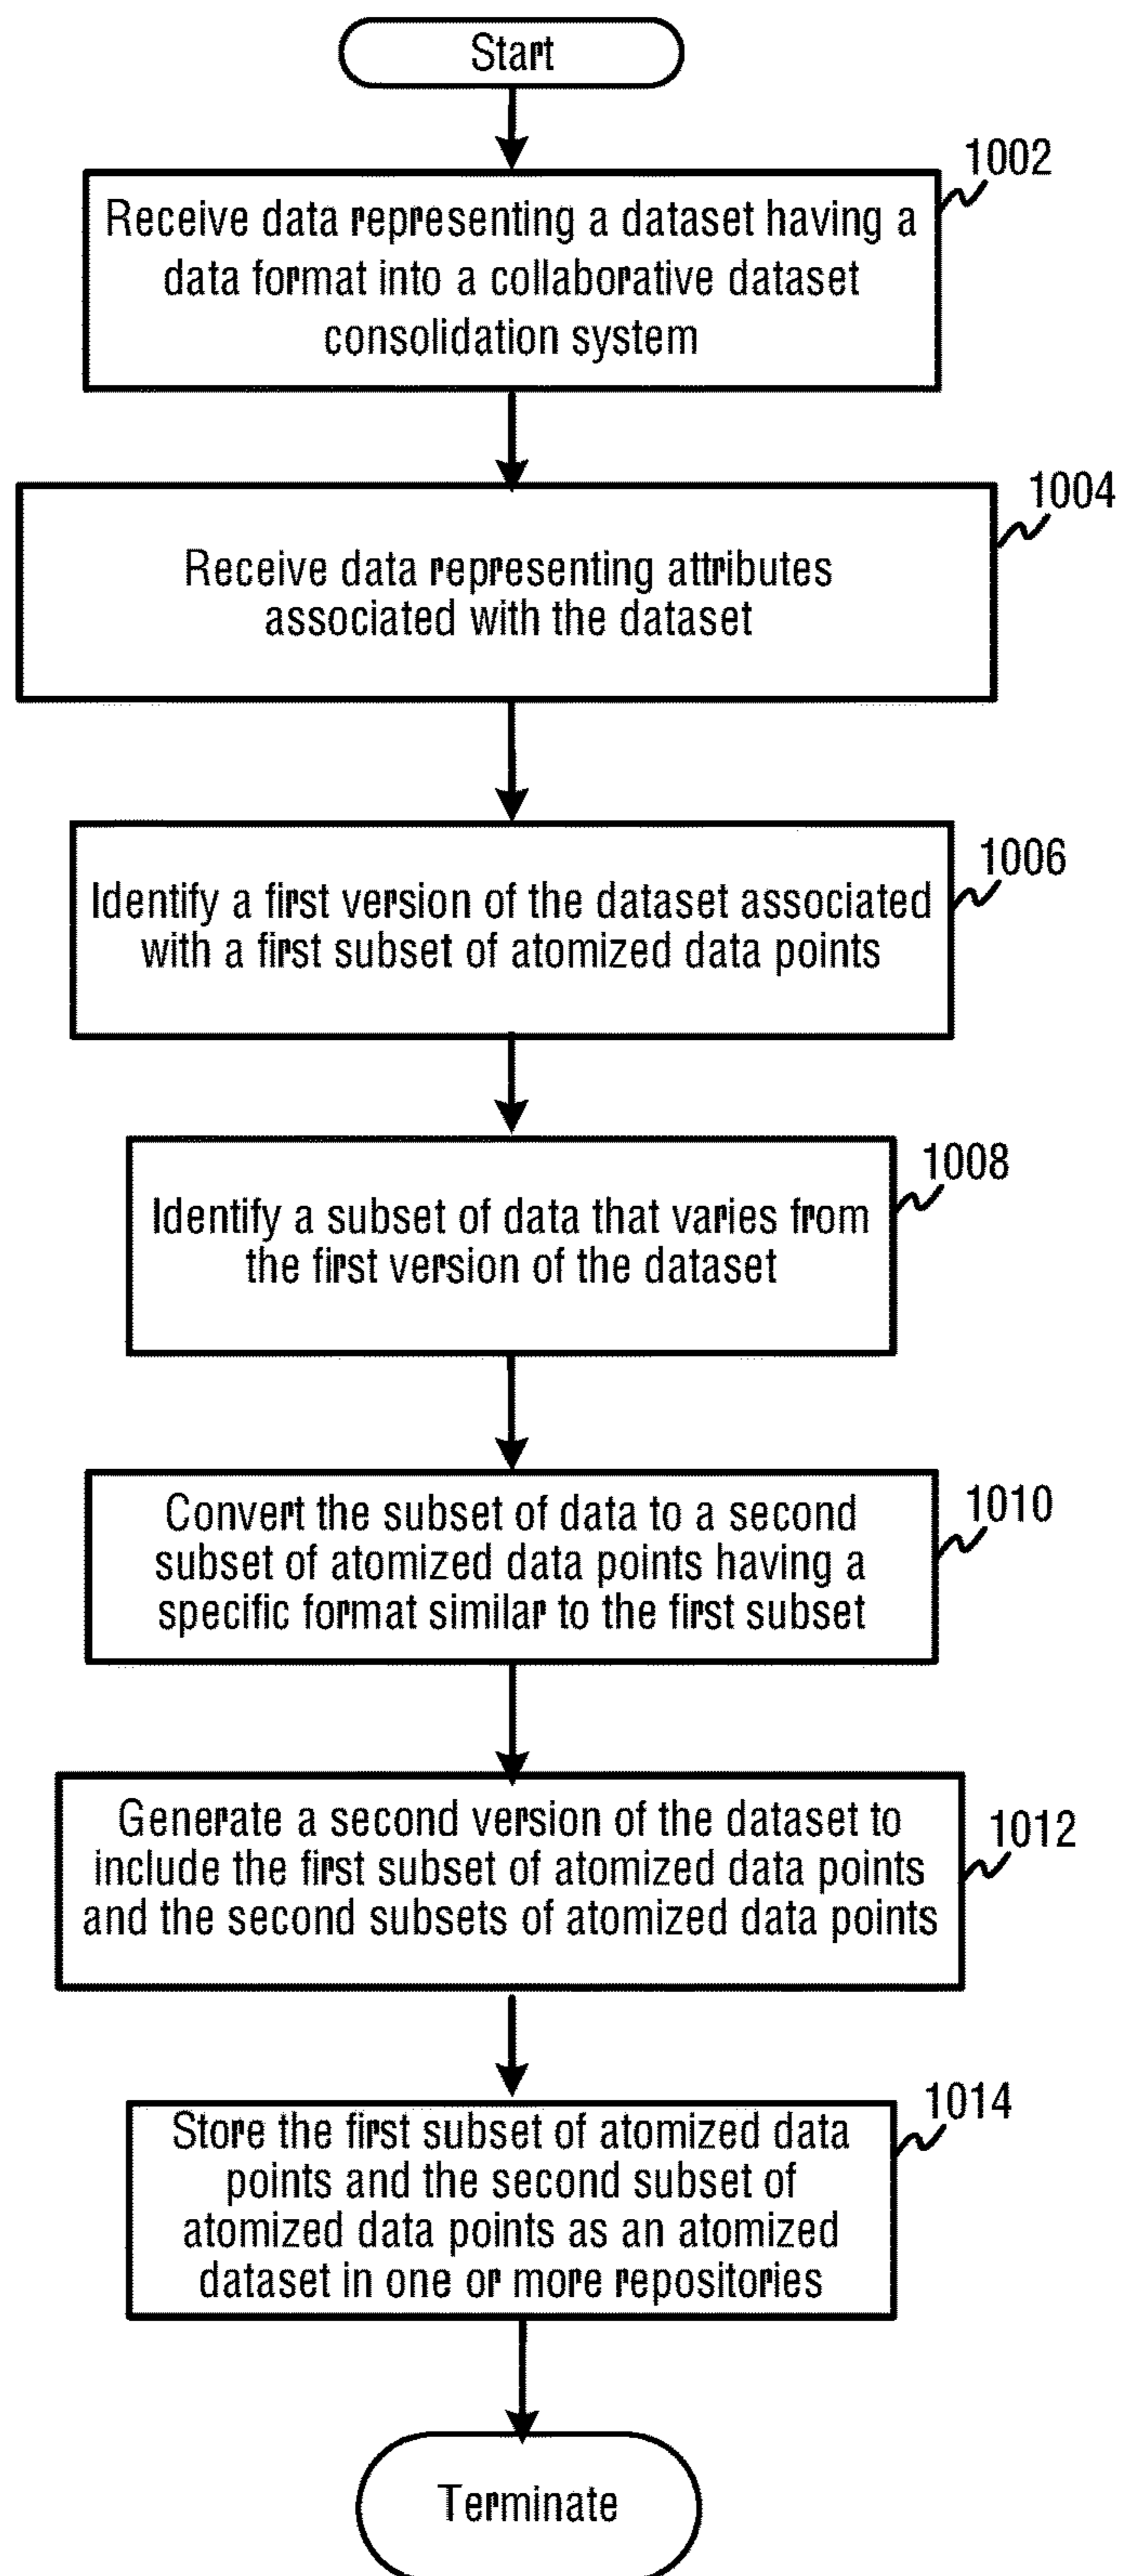 Start
1002
Receive data representing a dataset having a
data format into a collaborative dataset
consolidation system
1004
Receive data representing attributes
associated with the dataset
1006
Identify a first version of the dataset associated
with a first subset of atomized data points
1008
Identify a subset of data that varies from
the first version of the dataset
1010
Convert the subset of data to a second
subset of atomized data points having a
specific format similar to the first subset
1012
Generate a second version of the dataset to
include the first subset of atomized data points
and the second subsets of atomized data points
1014
Store the first subset of atomized data
points and the second subset of
atomized data points as an atomized
dataset in one or more repositories
Terminate